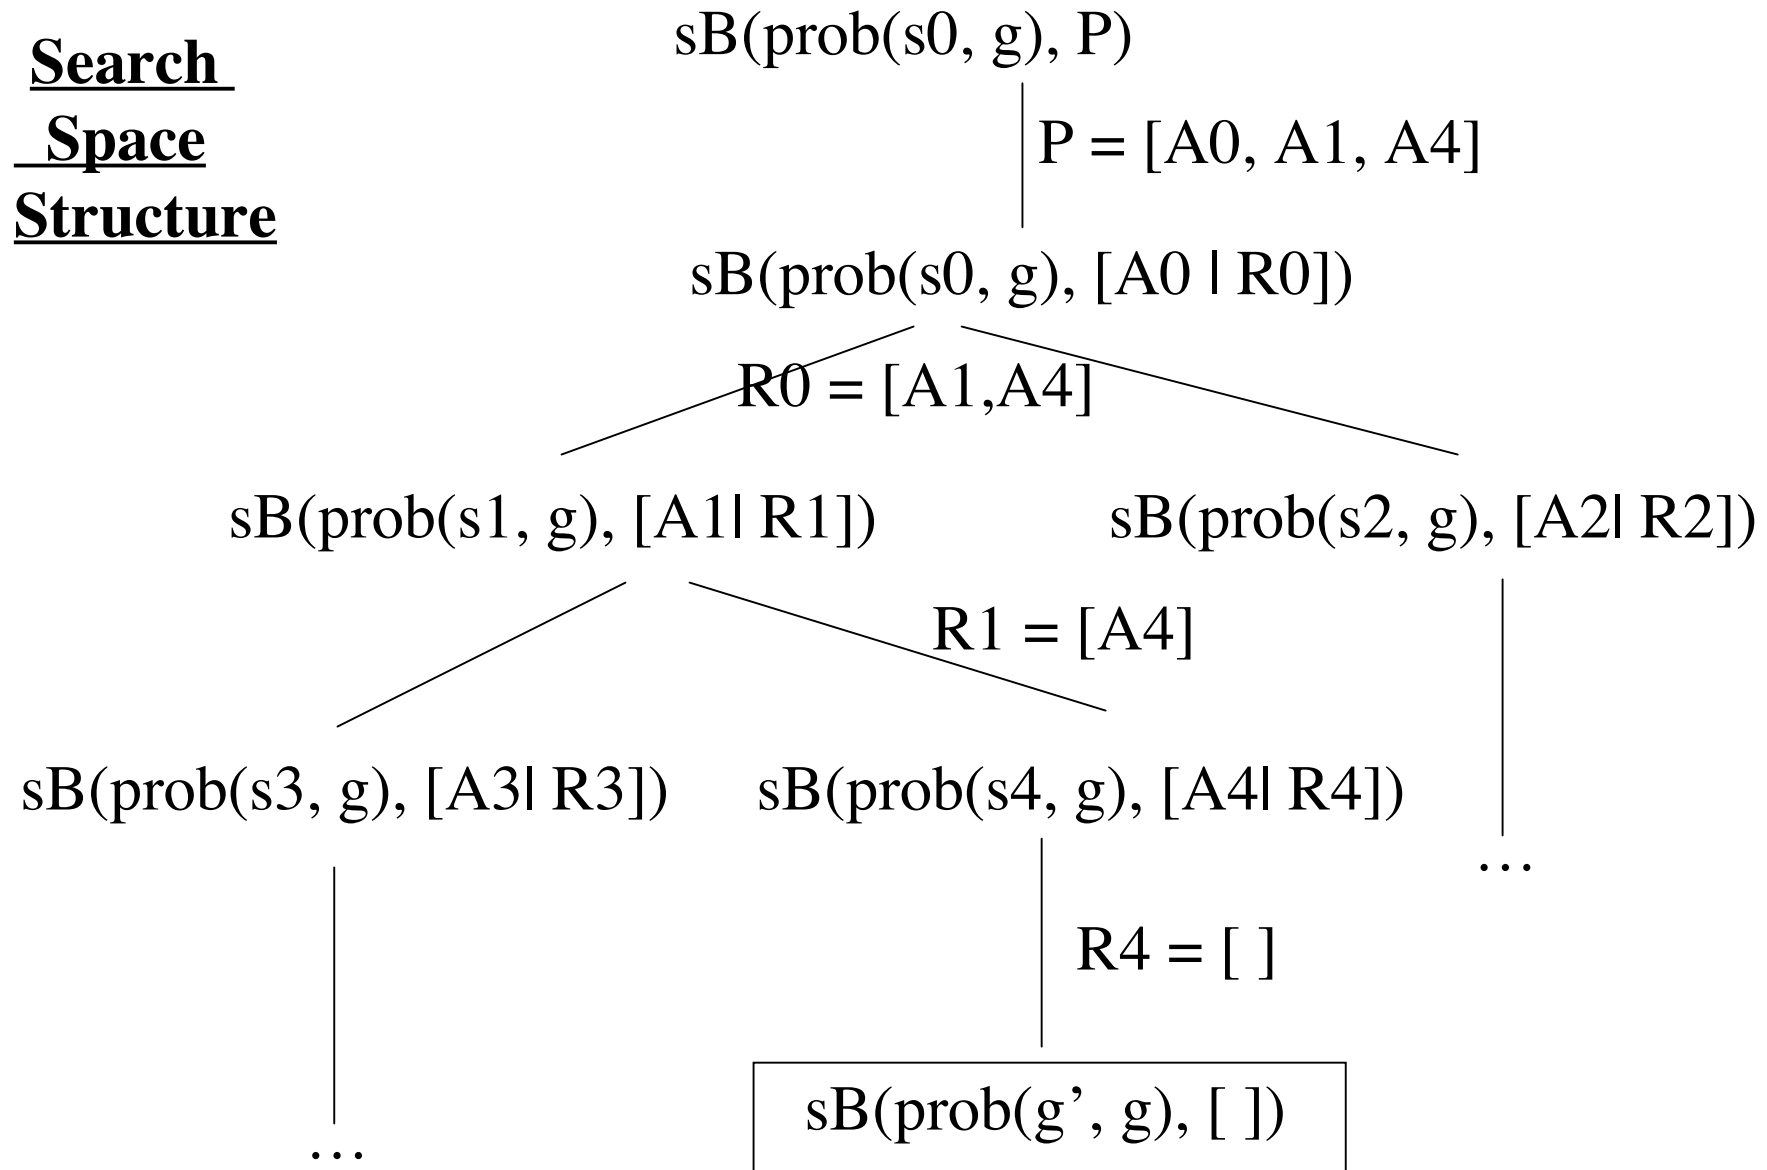 Search
Space
Structure
sB(prob(s0, g), P)
P = [A0, A1, A4]
sB(prob(s0, g), [A0 | R0])
R0 = [A1,A4]
sB(prob(s1, g), [A1| R1])
sB(prob(s2, g), [A2| R2])
R1 = [A4]
sB(prob(s3, g), [A3| R3])
sB(prob(s4, g), [A4| R4])
…
R4 = [ ]
sB(prob(g’, g), [ ])
…